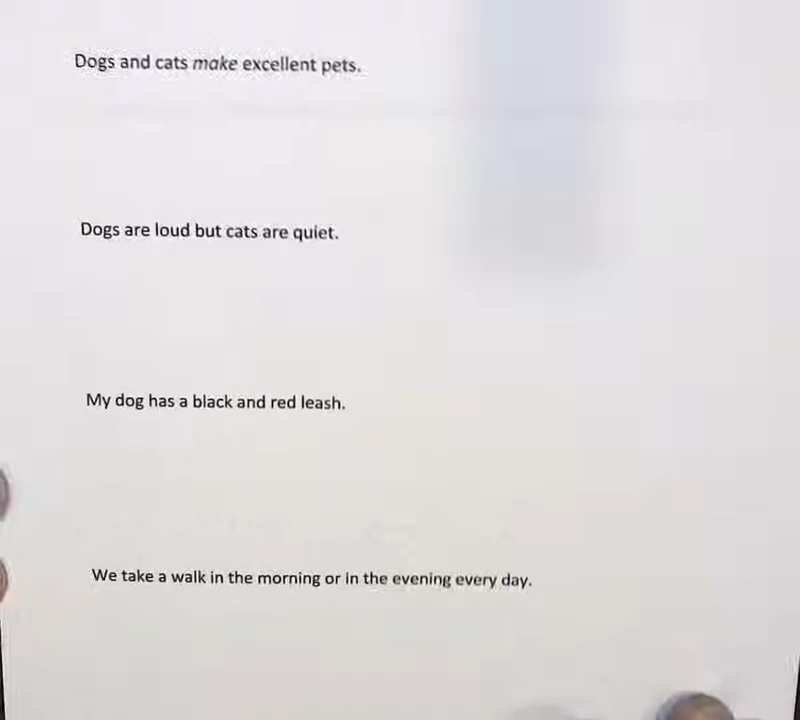 Dogs and cats make excellent pets.
Dogs are loud but cats are quiet.
My dog has a black and red leash.
We take a walk in the morning or in the evening every day.